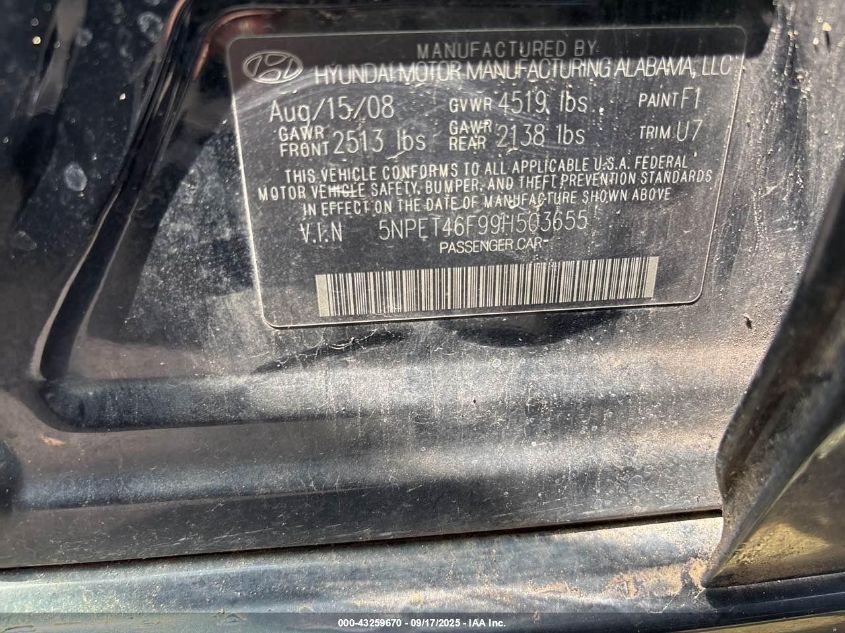 MANUFACTURED BY:
HYUNDAI MOTOR MANUFACTURING ALABAMA, LLC
Aug/15/08 GVWR 4519 lbs PAINT F1
GAWR FRONT 2513 lbs GAWR REAR 2138 lbs TRIM U7
THIS VEHICLE CONFORMS TO ALL APPLICABLE U.S.A. FEDERAL
MOTOR VEHICLE SAFETY, BUMPER, AND THEFT PREVENTION STANDARDS
IN EFFECT ON THE DATE OF MANUFACTURE SHOWN ABOVE
V.I.N 5NPET46F99H503655
PASSENGER CAR
000-43259670 - 09/17/2025 - IAA Inc.